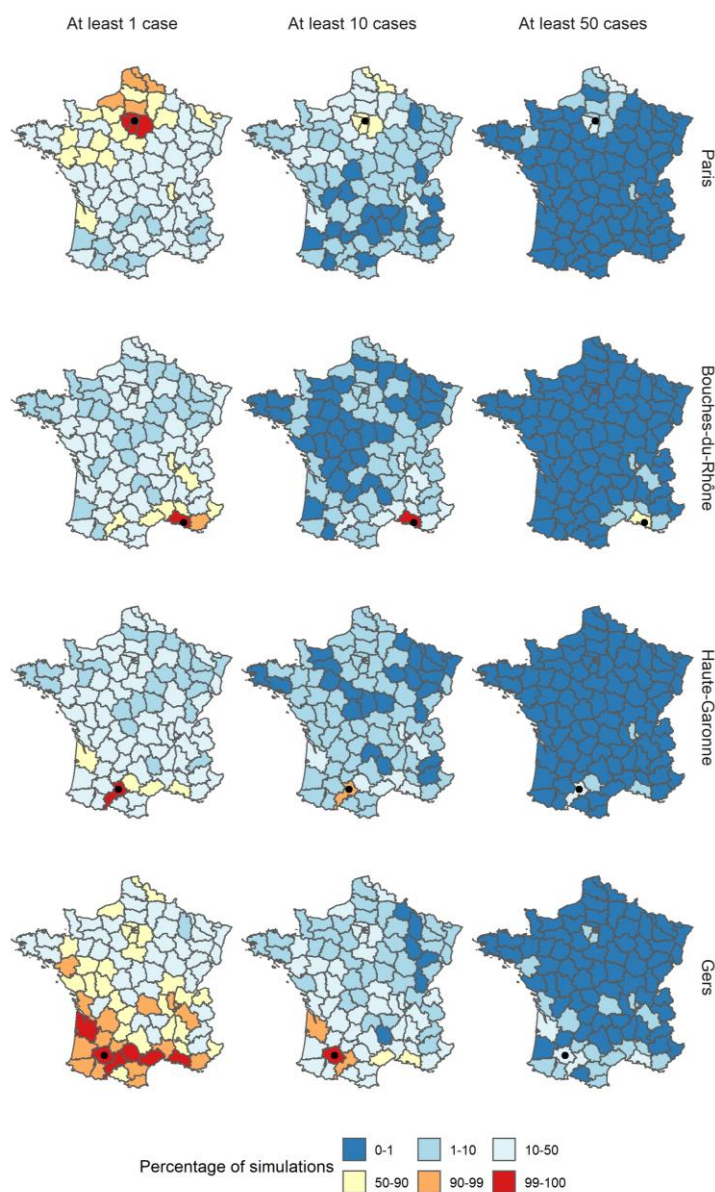 At least 1 case At least 10 cases At least 50 cases
Paris
Bouches-du-Rhône
Haute-Garonne
Gers
Percentage of simulations
0-1 1-10 10-50
50-90 90-99 99-100